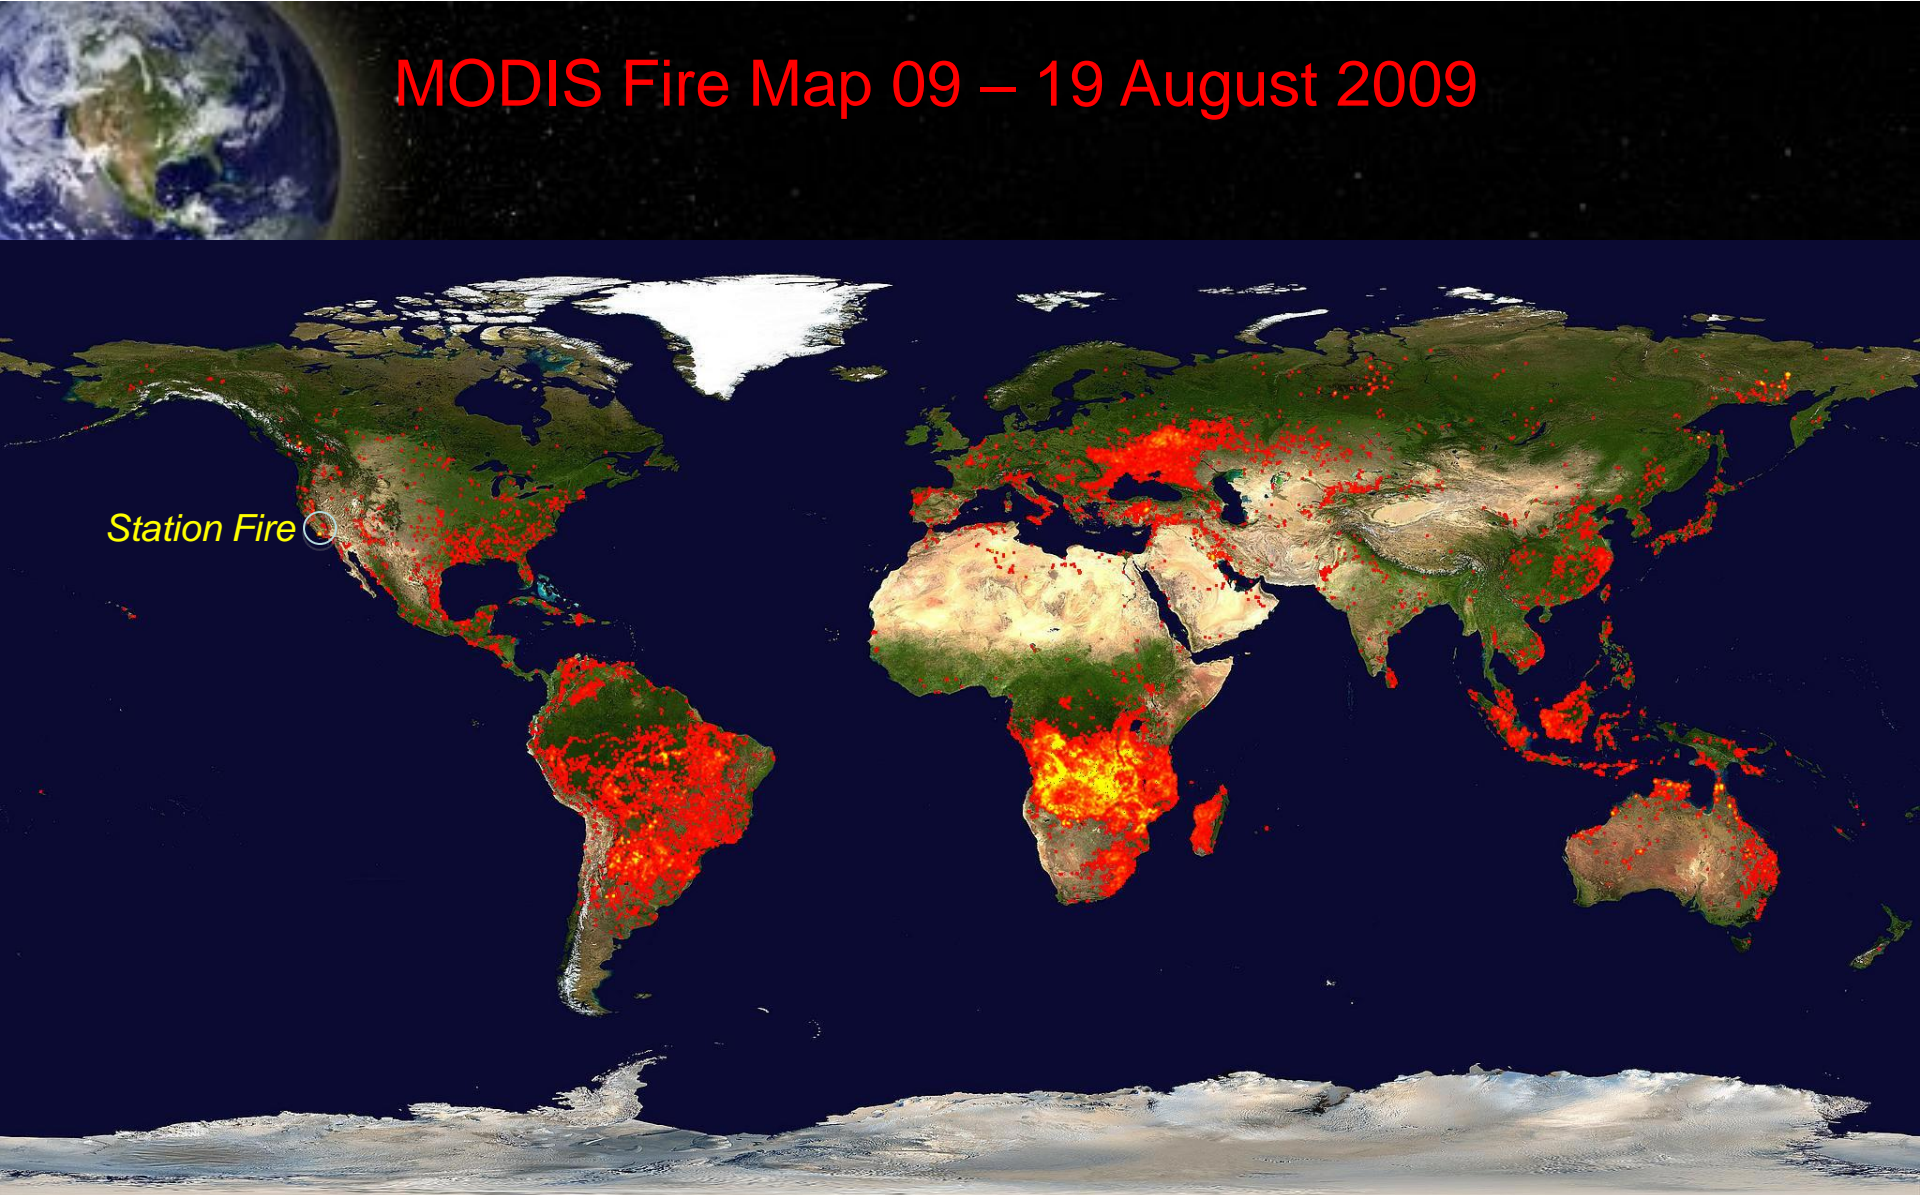 MODIS Fire Map 09 – 19 August 2009
Station Fire